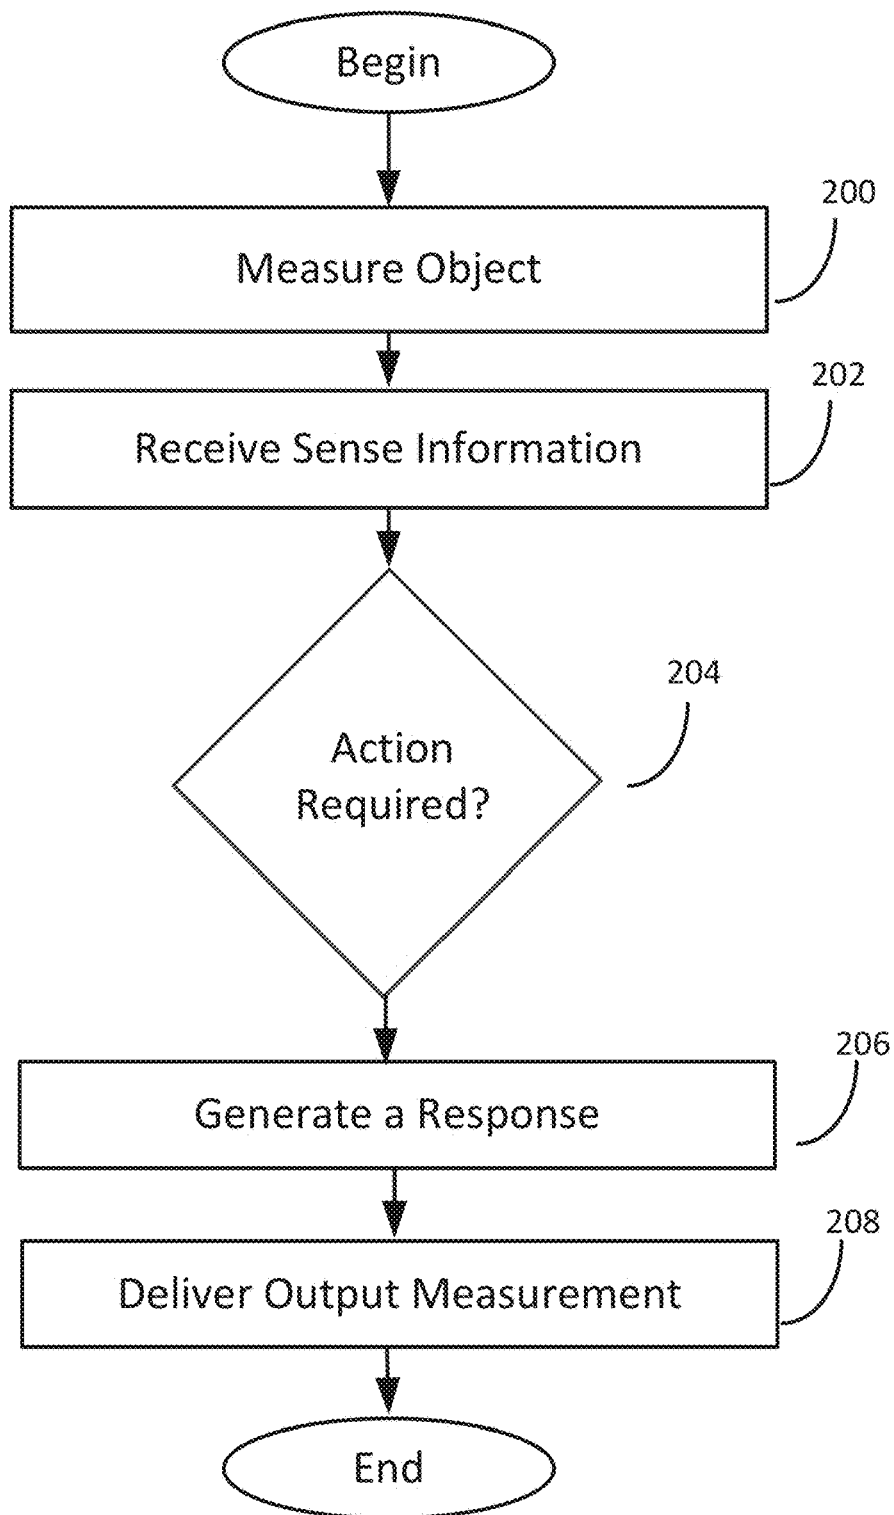 Begin
200
Measure Object
202
Receive Sense Information
204
Action
Required?
206
Generate a Response
208
Deliver Output Measurement
End